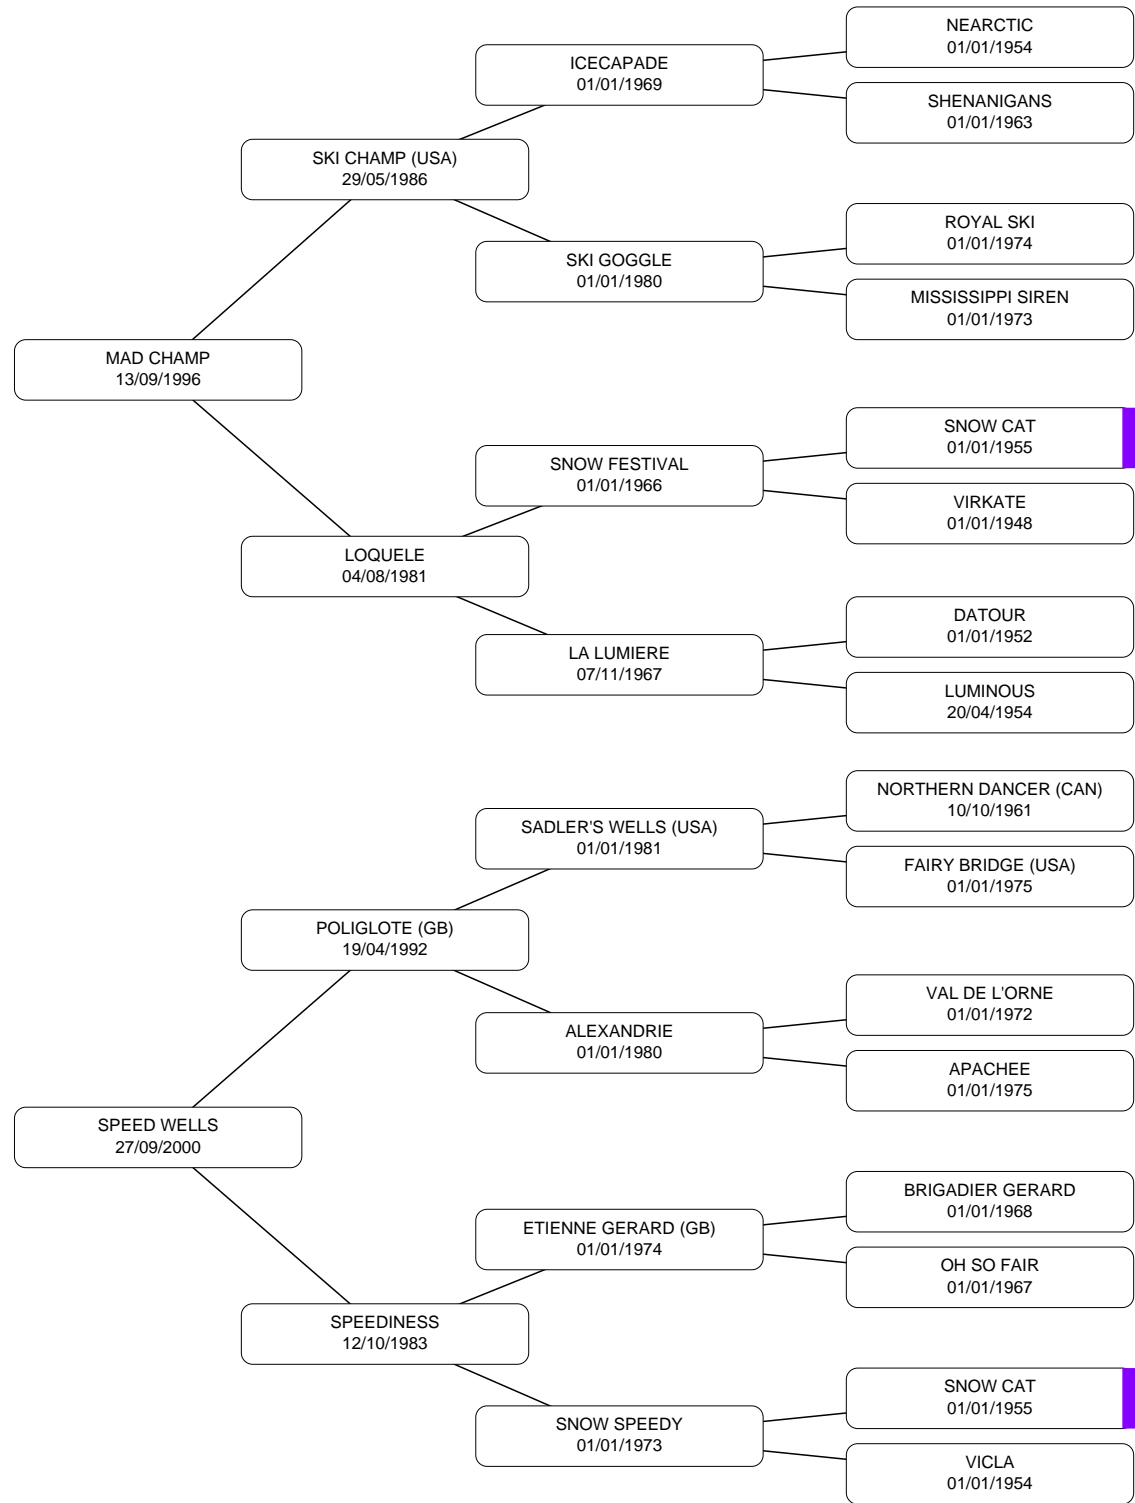 NEARCTIC
01/01/1954
ICECAPADE
01/01/1969
SHENANIGANS
01/01/1963
SKI CHAMP (USA)
29/05/1986
ROYAL SKI
01/01/1974
SKI GOGGLE
01/01/1980
MISSISSIPPI SIREN
01/01/1973
MAD CHAMP
13/09/1996
SNOW CAT
01/01/1955
SNOW FESTIVAL
01/01/1966
VIRKATE
01/01/1948
LOQUELE
04/08/1981
DATOUR
01/01/1952
LA LUMIERE
07/11/1967
LUMINOUS
20/04/1954
NORTHERN DANCER (CAN)
10/10/1961
SADLER'S WELLS (USA)
01/01/1981
FAIRY BRIDGE (USA)
01/01/1975
POLIGLOTE (GB)
19/04/1992
VAL DE L'ORNE
01/01/1972
ALEXANDRIE
01/01/1980
APACHEE
01/01/1975
SPEED WELLS
27/09/2000
BRIGADIER GERARD
01/01/1968
ETIENNE GERARD (GB)
01/01/1974
OH SO FAIR
01/01/1967
SPEEDINESS
12/10/1983
SNOW CAT
01/01/1955
SNOW SPEEDY
01/01/1973
VICLA
01/01/1954